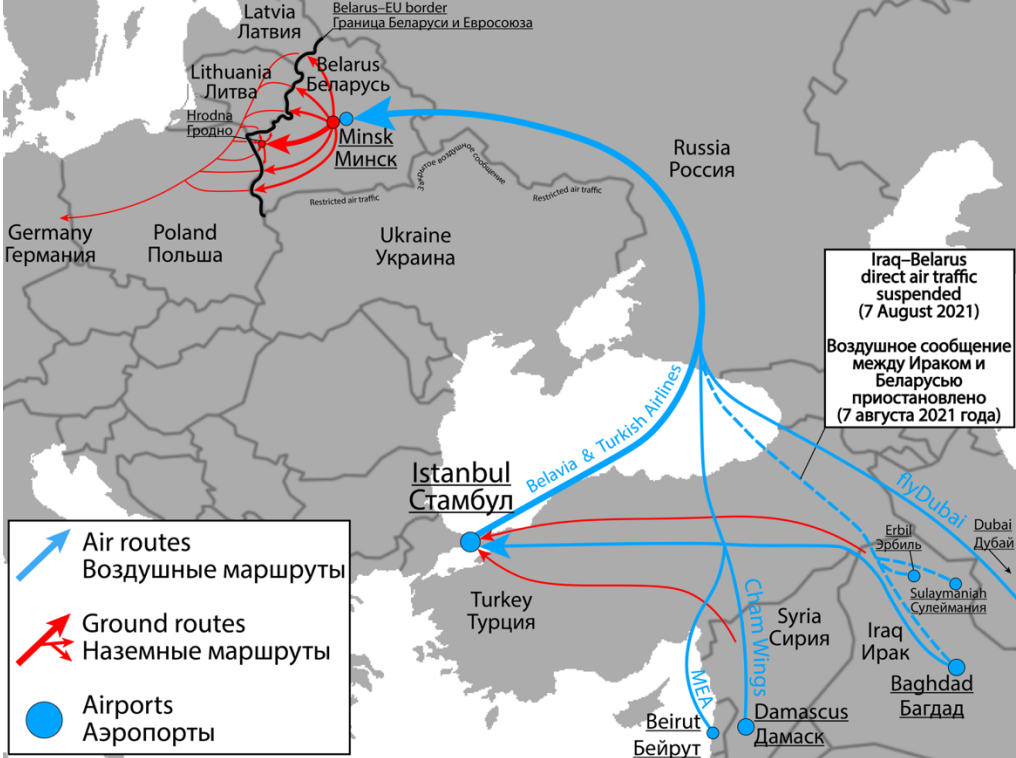 Latvia
Латвия
Belarus–EU border
Граница Беларуси и Евросоюза
Lithuania
Литва
Belarus
Беларусь
Hrodna
Гродно
Minsk
Минск
Russia
Россия
Закрытое воздушное сообщение
Restricted air traffic
Restricted air traffic
Germany
Германия
Poland
Польша
Ukraine
Украина
Iraq–Belarus
direct air traffic
suspended
(7 August 2021)
Воздушное сообщение
между Ираком и
Беларусью
приостановлено
(7 августа 2021 года)
Belavia & Turkish Airlines
Istanbul
Стамбул
flyDubai
Dubai
Дубай
Erbil
Эрбиль
Sulaymaniah
Сулеймания
Turkey
Турция
Cham Wings
Syria
Сирия
Iraq
Ирак
MEA
Baghdad
Багдад
Beirut
Бейрут
Damascus
Дамаск
Air routes
Воздушные маршруты
Ground routes
Наземные маршруты
Airports
Аэропорты